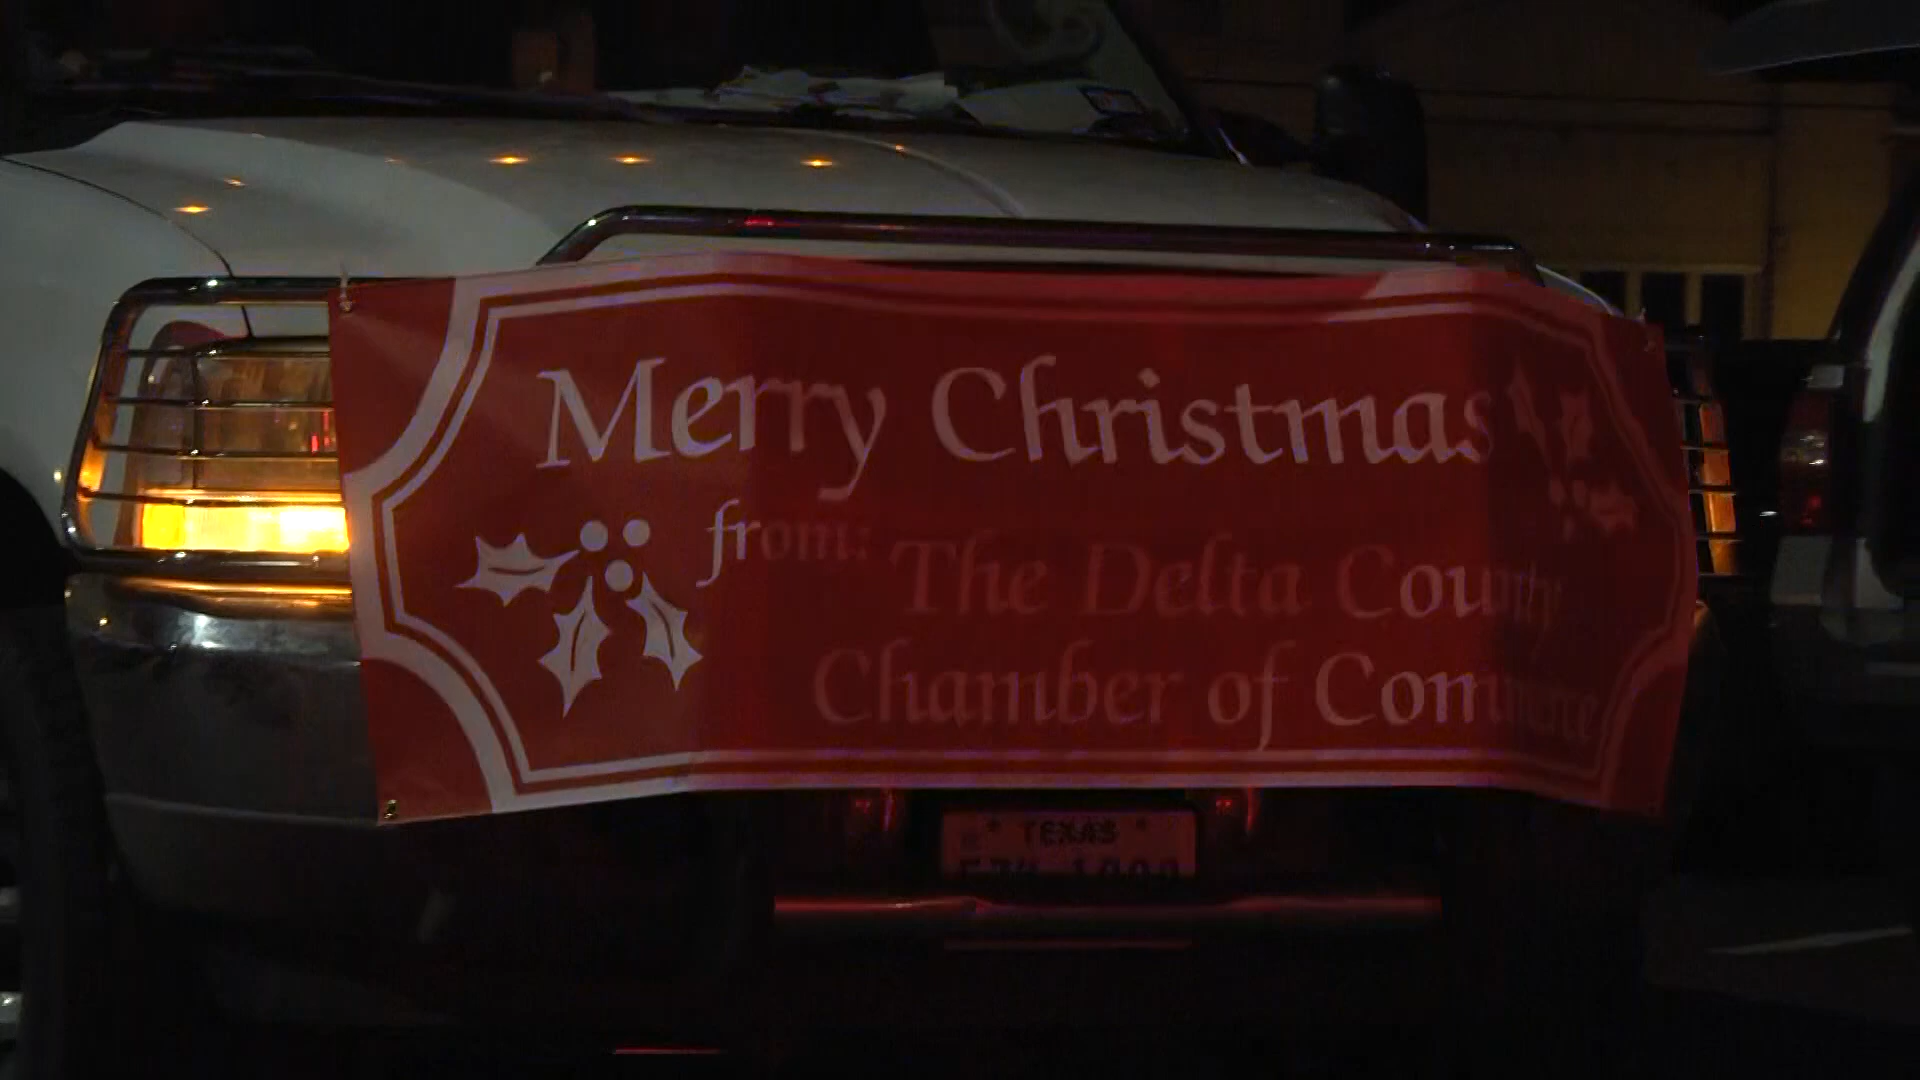 Merry Christmas
from:
The Delta County
Chamber of Commerce
TEXAS